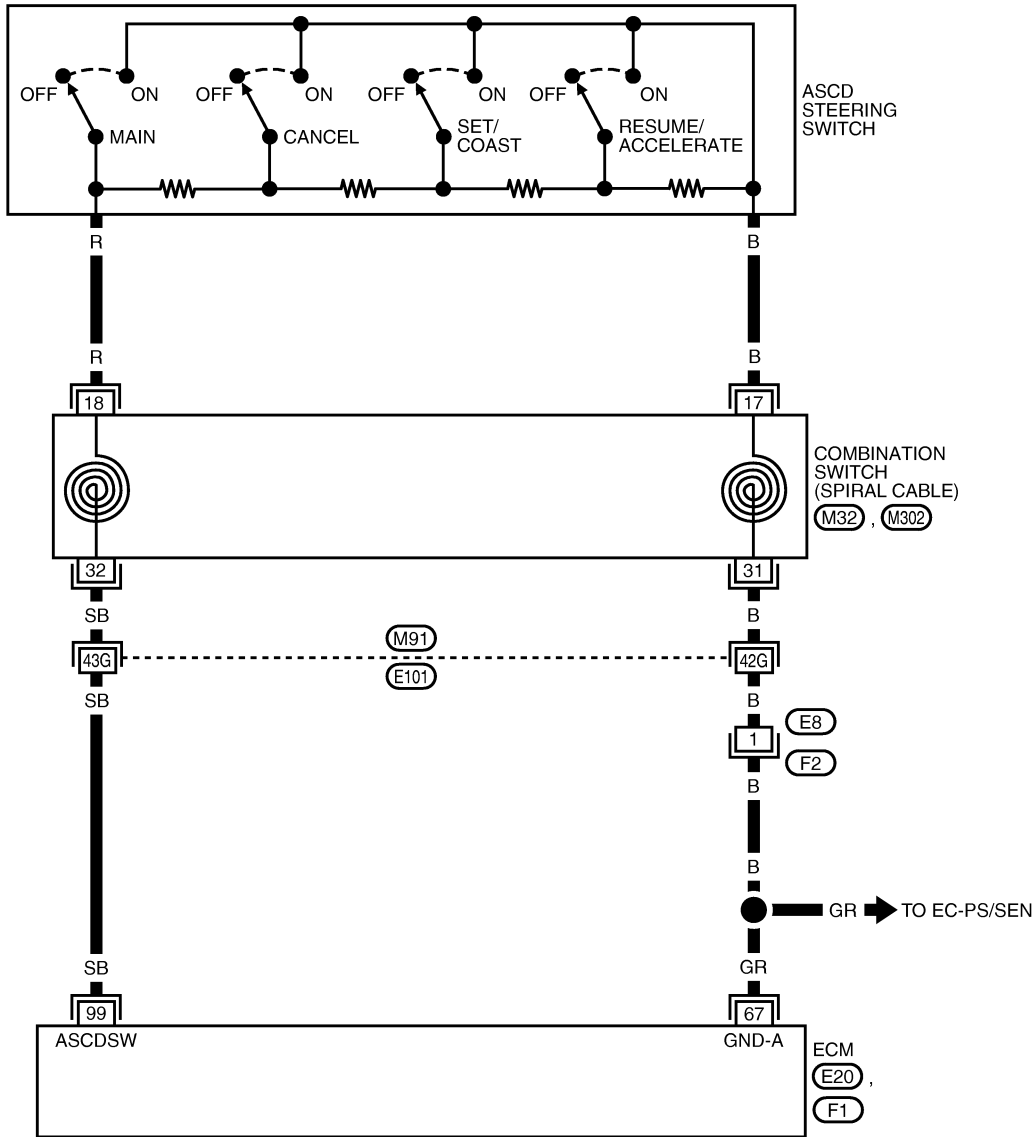 OFF ON OFF ON OFF ON OFF ON
MAIN CANCEL SET/ COAST RESUME/ ACCELERATE
ASCD
STEERING
SWITCH
R B
R B
18 17
COMBINATION
SWITCH
(SPIRAL CABLE)
M32 , M302
32 31
SB B
M91
43G 42G
E101
SB B
E8
1
F2
B
B
GR TO EC-PS/SEN
SB GR
99 67
ASCDSW GND-A
ECM
E20 ,
F1